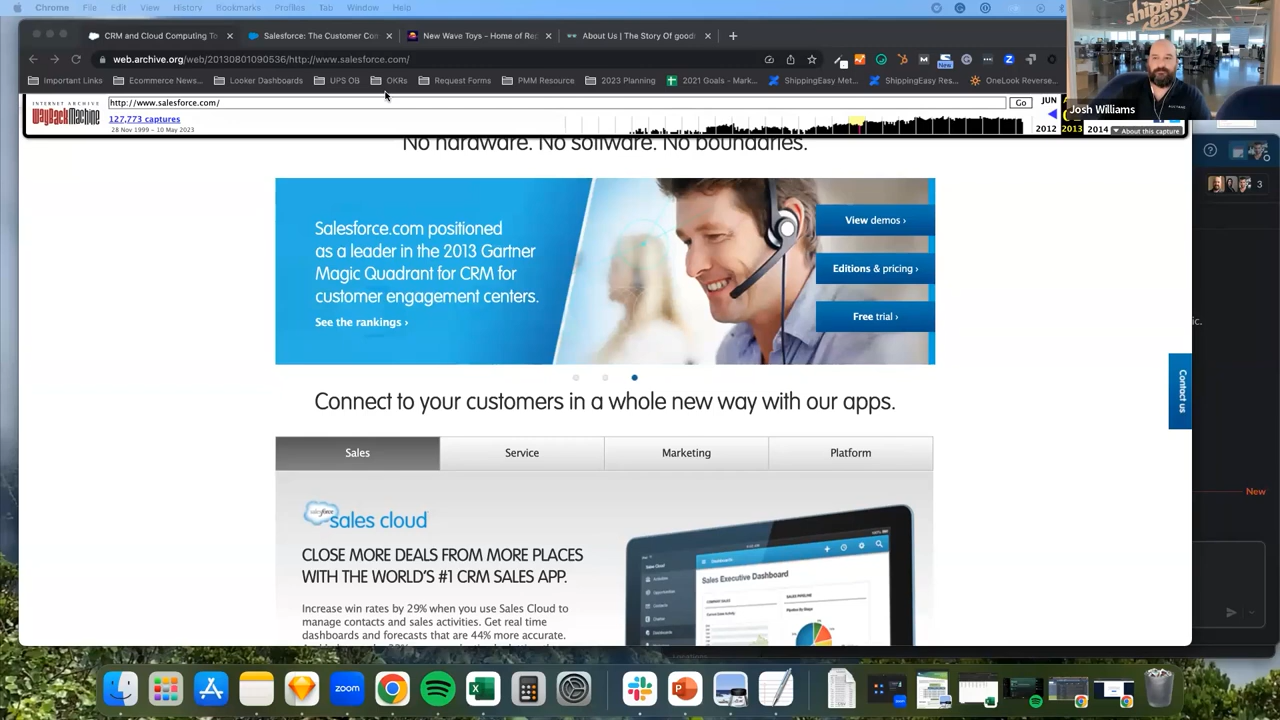 Chrome File Edit View History Bookmarks Profiles Tab Window Help
shipping easy
CRM and Cloud Computing To
Salesforce: The Customer Co
New Wave Toys - Home of Re
About Us | The Story Of good
web.archive.org/web/20130801090536/http://www.salesforce.com/
Important Links
Ecommerce News...
Looker Dashboards
UPS OB
OKRs
Request Forms
PMM Resource
2023 Planning
2021 Goals - Mark...
ShippingEasy Met...
ShippingEasy Res...
OneLook Reverse...
New
Josh Williams
INTERNET ARCHIVE
WayBackMachine
http://www.salesforce.com/
Go
JUN
127,773 captures
28 Nov 1999 - 10 May 2023
2012
2013
2014
About this capture
3
No hardware. No software. No boundaries.
Salesforce.com positioned
as a leader in the 2013 Gartner
Magic Quadrant for CRM for
customer engagement centers.
See the rankings ›
View demos ›
Editions & pricing ›
Free trial ›
Contact us
Connect to your customers in a whole new way with our apps.
Sales
Service
Marketing
Platform
salesforce
sales cloud
CLOSE MORE DEALS FROM MORE PLACES
WITH THE WORLD'S #1 CRM SALES APP.
Increase win rates by 29% when you use Sales Cloud to
manage contacts and sales activities. Get real time
dashboards and forecasts that are 44% more accurate.
Dashboards
Sales Executive Dashboard
New
zoom